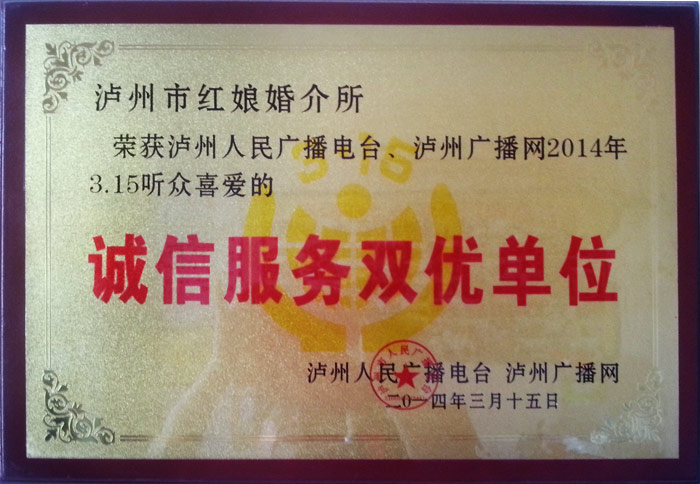 泸州市红娘婚介所
荣获泸州人民广播电台、泸州广播网2014年
3.15听众喜爱的
3 15
诚信服务双优单位
泸州人民广播电台 泸州广播网
二〇一四年三月十五日